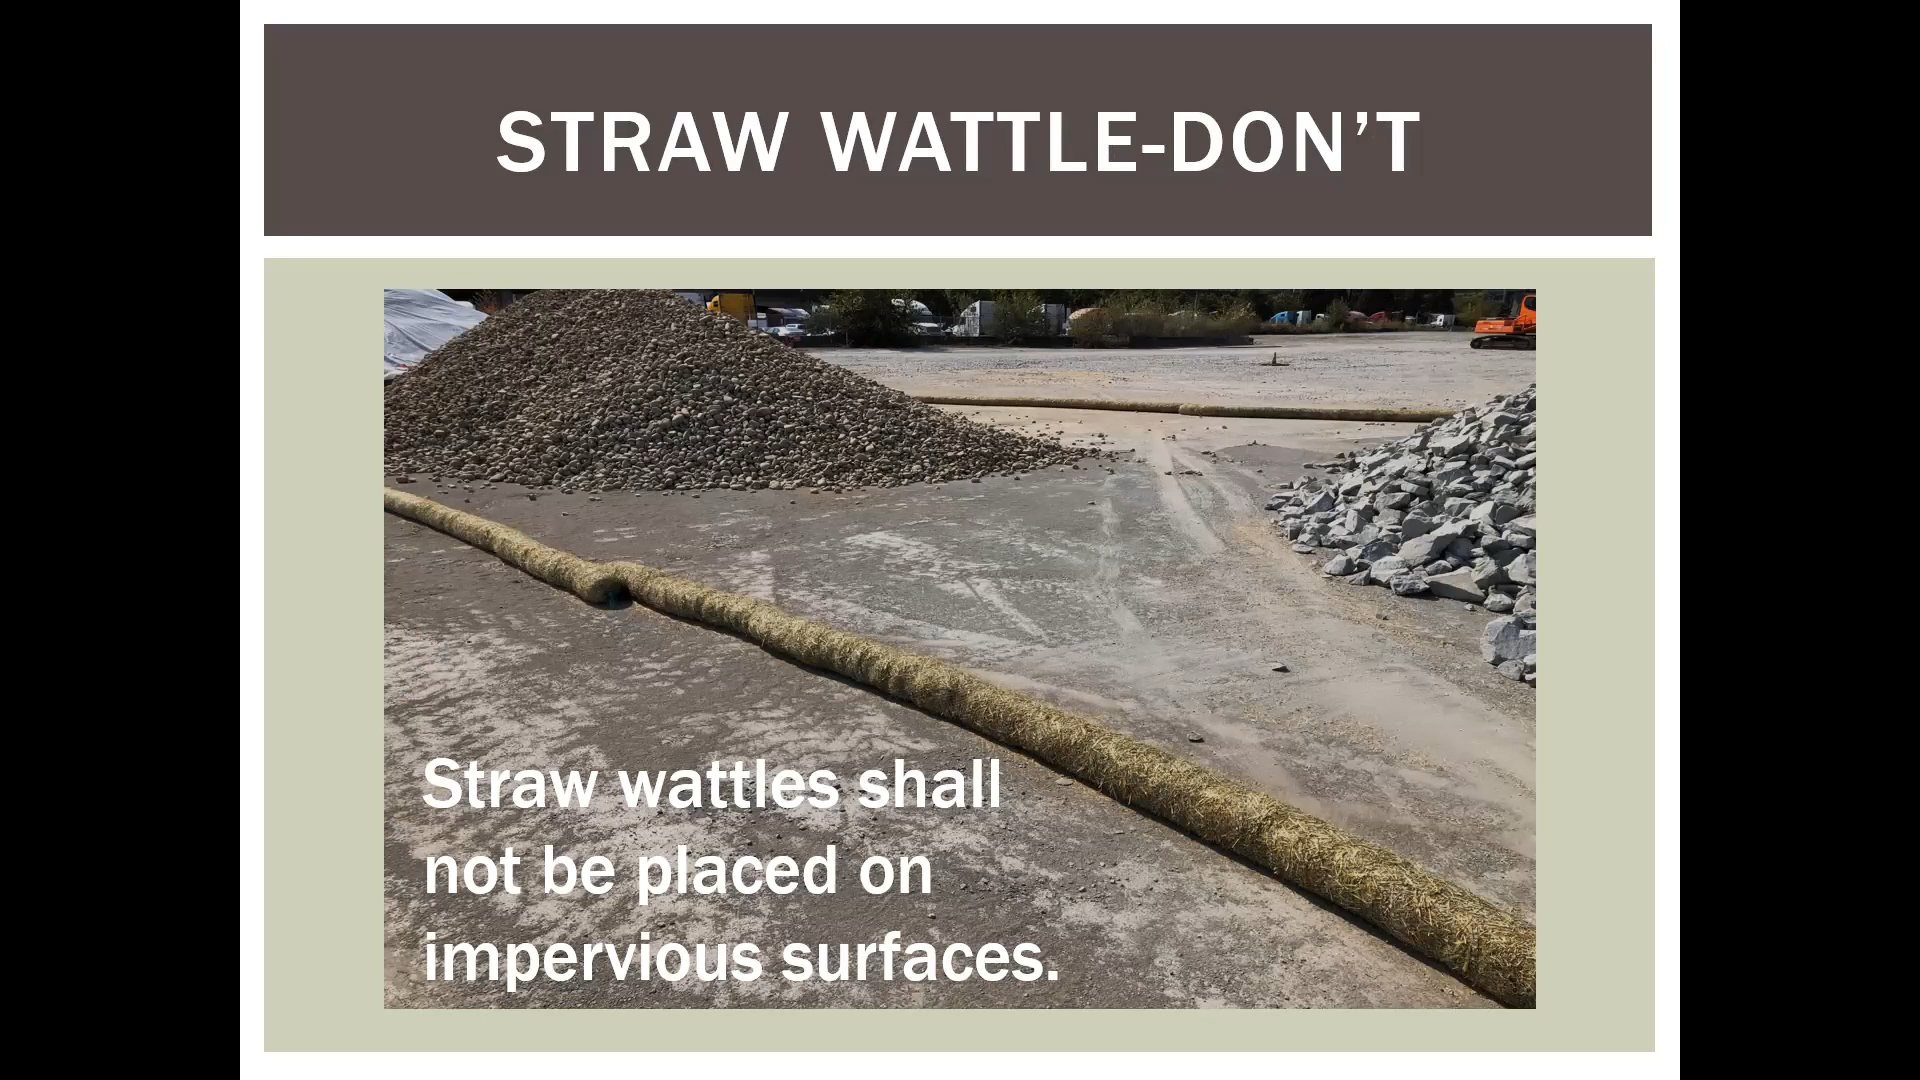 STRAW WATTLE-DON’T
Straw wattles shall
not be placed on
impervious surfaces.